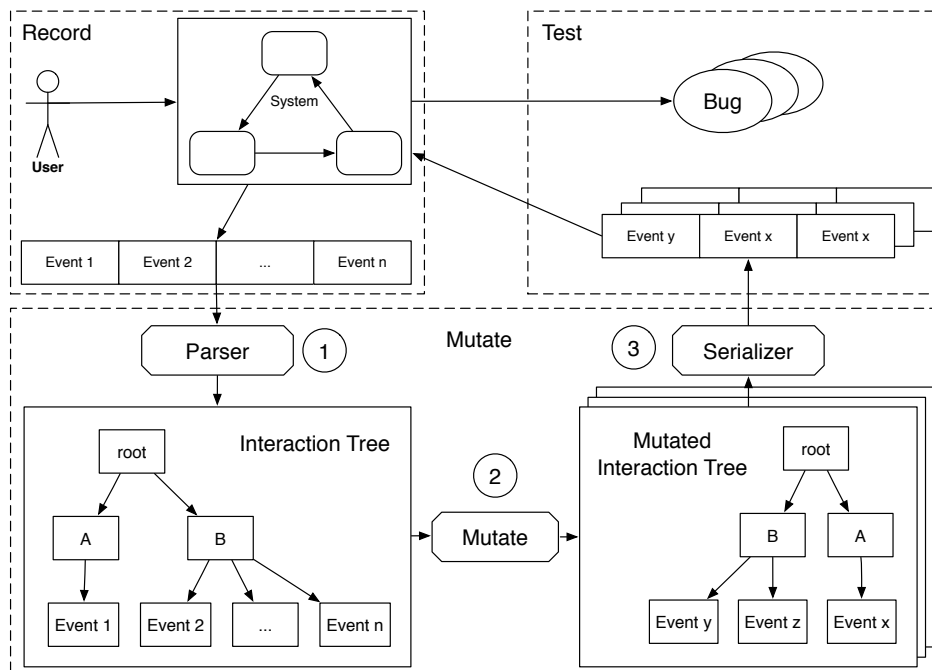 Record
System
User
Event 1
Event 2
...
Event n
Test
Bug
Event y
Event x
Event x
Mutate
Parser
1
3
Serializer
Interaction Tree
root
A
B
Event 1
Event 2
...
Event n
2
Mutate
Mutated
Interaction Tree
root
B
A
Event y
Event z
Event x